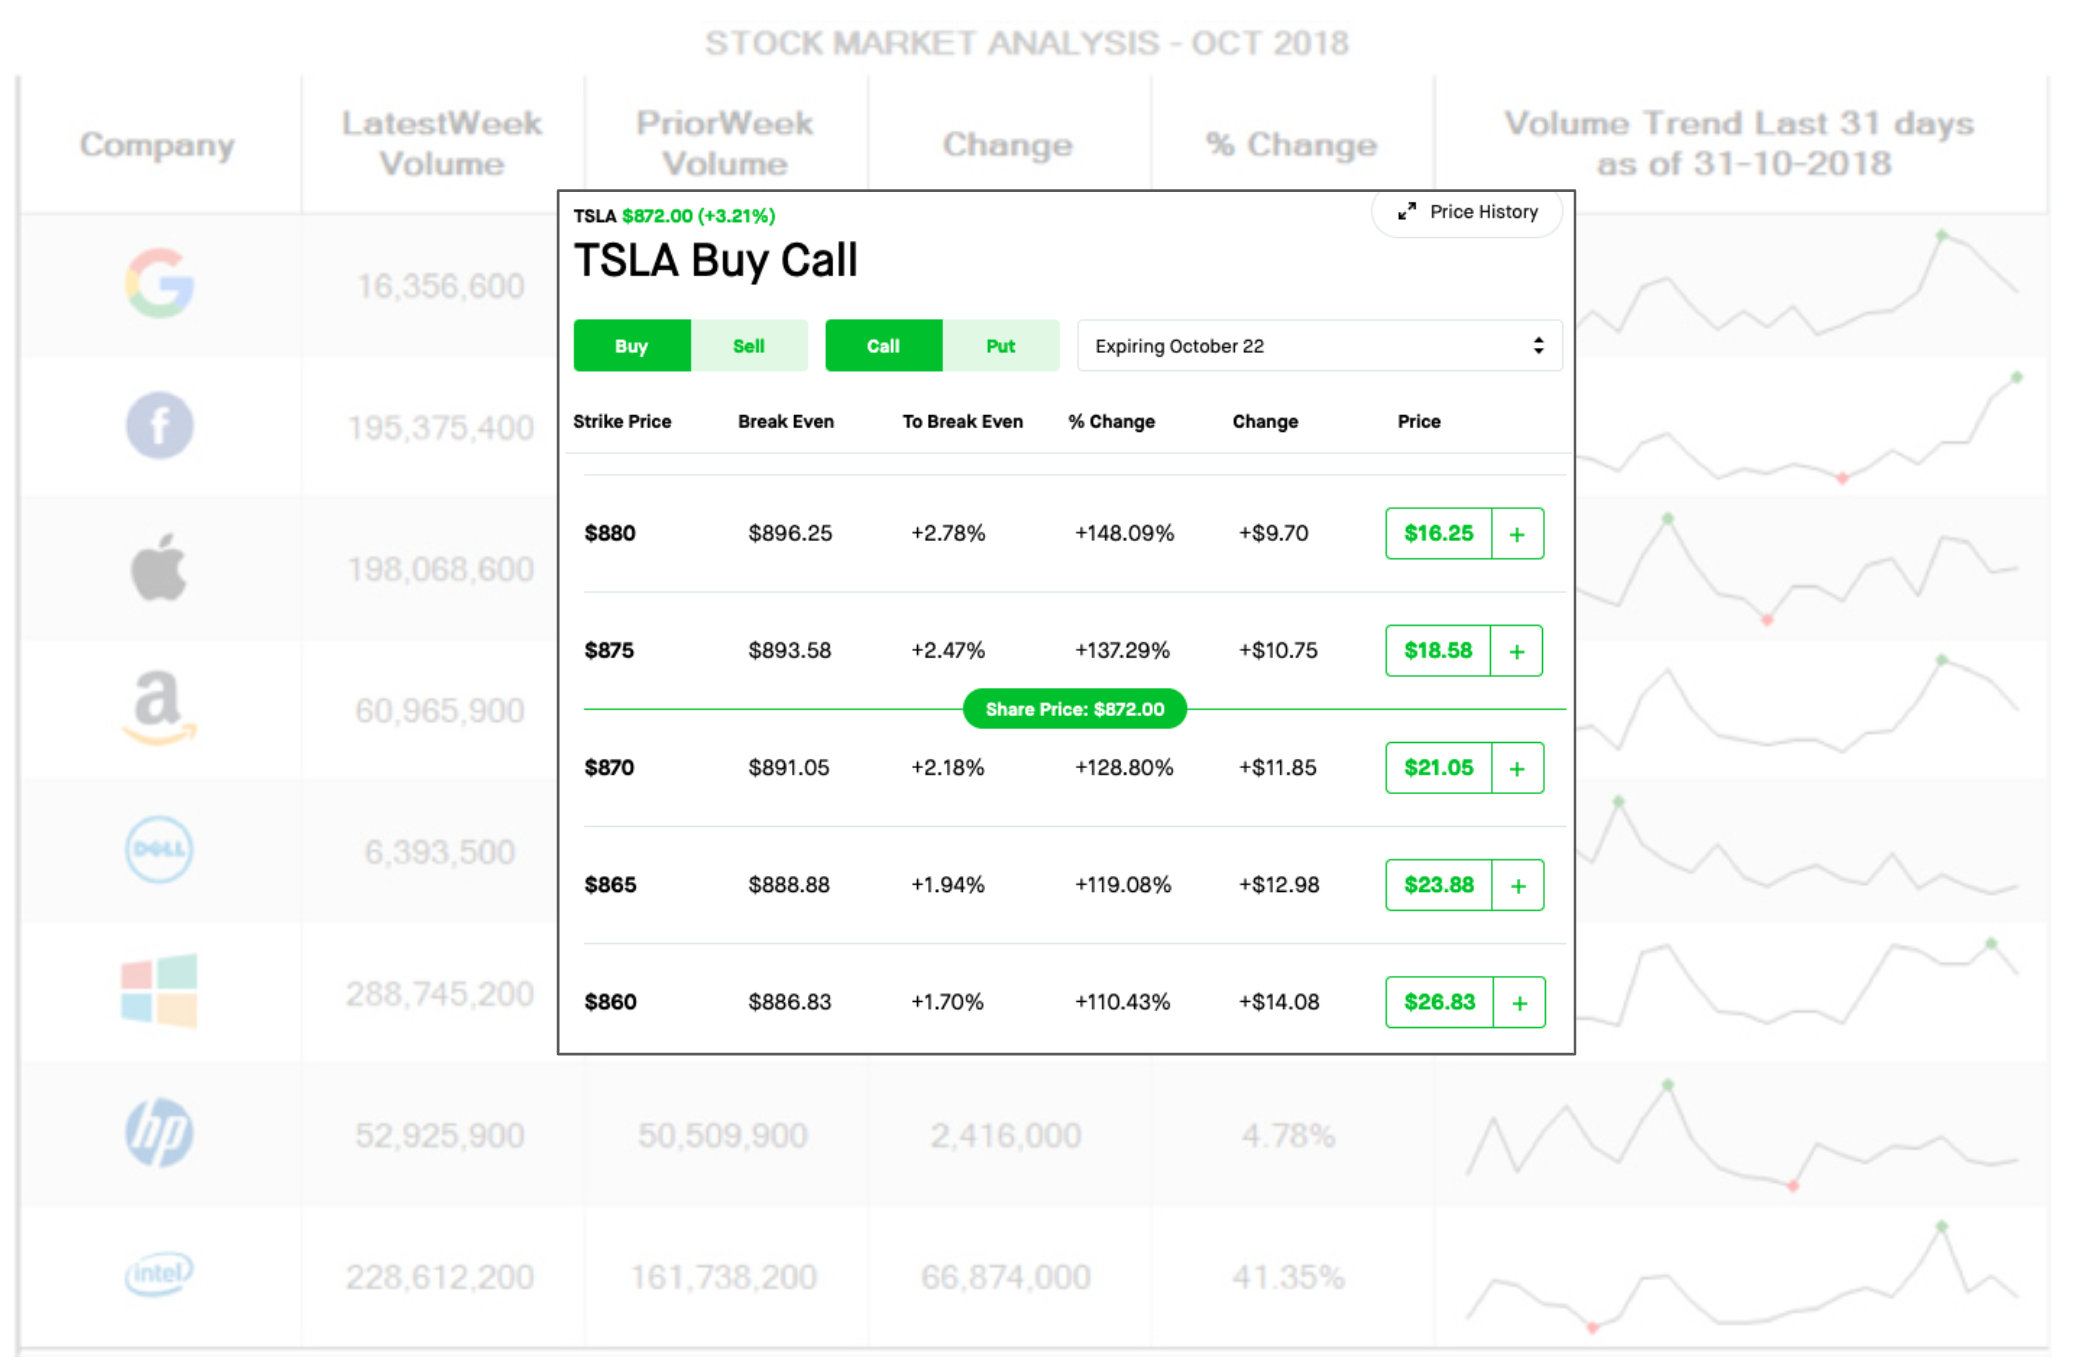 STOCK MARKET ANALYSIS - OCT 2018
Company
LatestWeek
Volume
PriorWeek
Volume
Change
% Change
Volume Trend Last 31 days
as of 31-10-2018
16,356,600
f
195,375,400
198,068,600
a
60,965,900
DELL
6,393,500
288,745,200
hp
52,925,900 50,509,900 2,416,000 4.78%
intel
228,612,200 161,738,200 66,874,000 41.35%
TSLA $872.00 (+3.21%)
Price History
TSLA Buy Call
Buy Sell Call Put Expiring October 22
Strike Price Break Even To Break Even % Change Change Price
$880 $896.25 +2.78% +148.09% +$9.70 $16.25 +
$875 $893.58 +2.47% +137.29% +$10.75 $18.58 +
Share Price: $872.00
$870 $891.05 +2.18% +128.80% +$11.85 $21.05 +
$865 $888.88 +1.94% +119.08% +$12.98 $23.88 +
$860 $886.83 +1.70% +110.43% +$14.08 $26.83 +